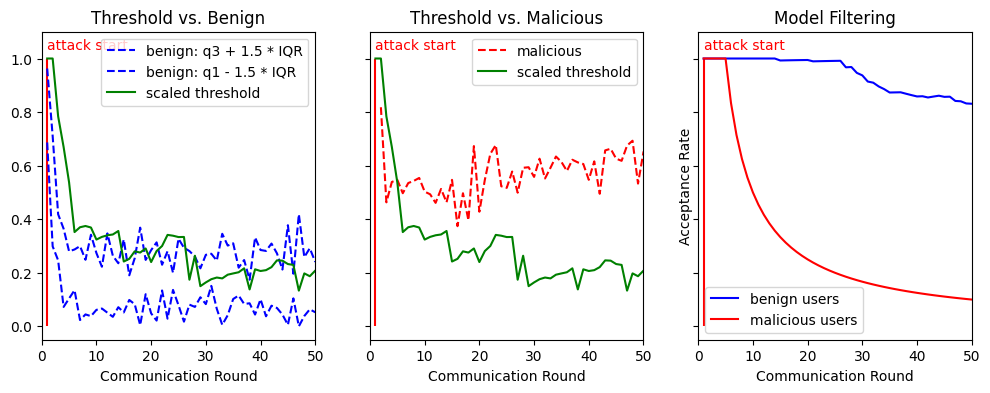 Threshold vs. Benign
attack start
benign: q3 + 1.5 * IQR
benign: q1 - 1.5 * IQR
scaled threshold
1.0
0.8
0.6
0.4
0.2
0.0
0 10 20 30 40 50
Communication Round
Threshold vs. Malicious
attack start
malicious
scaled threshold
0 10 20 30 40 50
Communication Round
Model Filtering
attack start
Acceptance Rate
benign users
malicious users
0 10 20 30 40 50
Communication Round